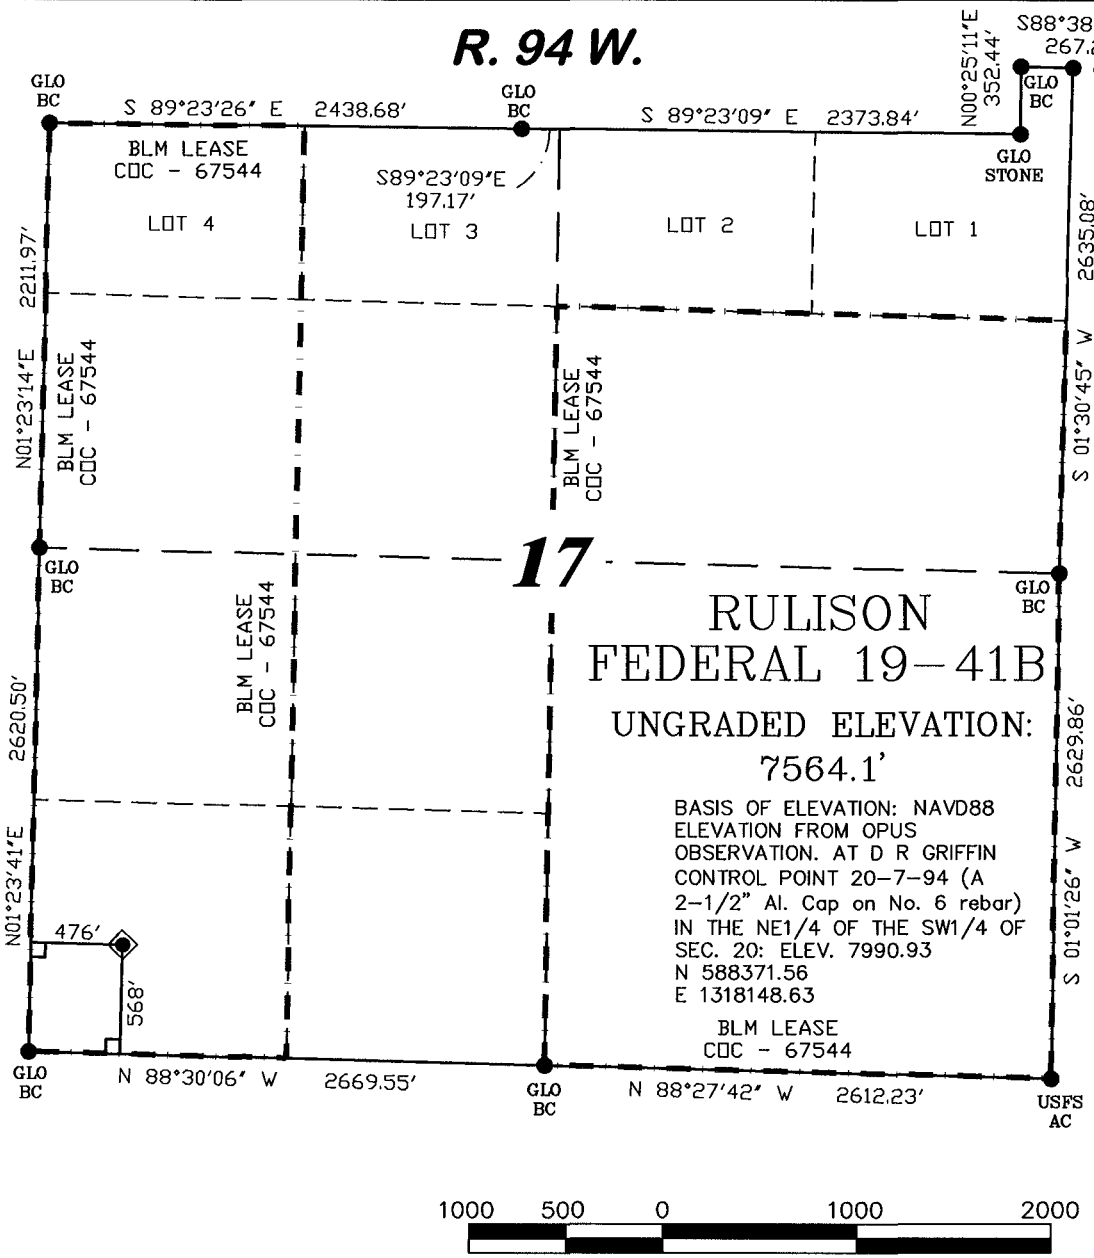 R. 94 W.
N00°25'11"E
352.44'
S88°38
267.2
GLO
BC
S 89°23'26" E 2438.68'
GLO
BC
S 89°23'09" E 2373.84'
GLO
BC
GLO
STONE
BLM LEASE
COC - 67544
S89°23'09"E
197.17'
LOT 4
LOT 3
LOT 2
LOT 1
2211.97'
N01°23'14"E
2635.08'
S 01°30'45" W
BLM LEASE
COC - 67544
BLM LEASE
COC - 67544
GLO
BC
17
GLO
BC
BLM LEASE
COC - 67544
RULISON
FEDERAL 19-41B
UNGRADED ELEVATION:
7564.1'
BASIS OF ELEVATION: NAVD88
ELEVATION FROM OPUS
OBSERVATION. AT D R GRIFFIN
CONTROL POINT 20-7-94 (A
2-1/2" Al. Cap on No. 6 rebar)
IN THE NE1/4 OF THE SW1/4 OF
SEC. 20: ELEV. 7990.93
N 588371.56
E 1318148.63
BLM LEASE
COC - 67544
2620.50'
N01°23'41"E
2629.86'
S 01°01'26" W
476'
568'
GLO
BC
N 88°30'06" W 2669.55'
GLO
BC
N 88°27'42" W 2612.23'
USFS
AC
1000 500 0 1000 2000